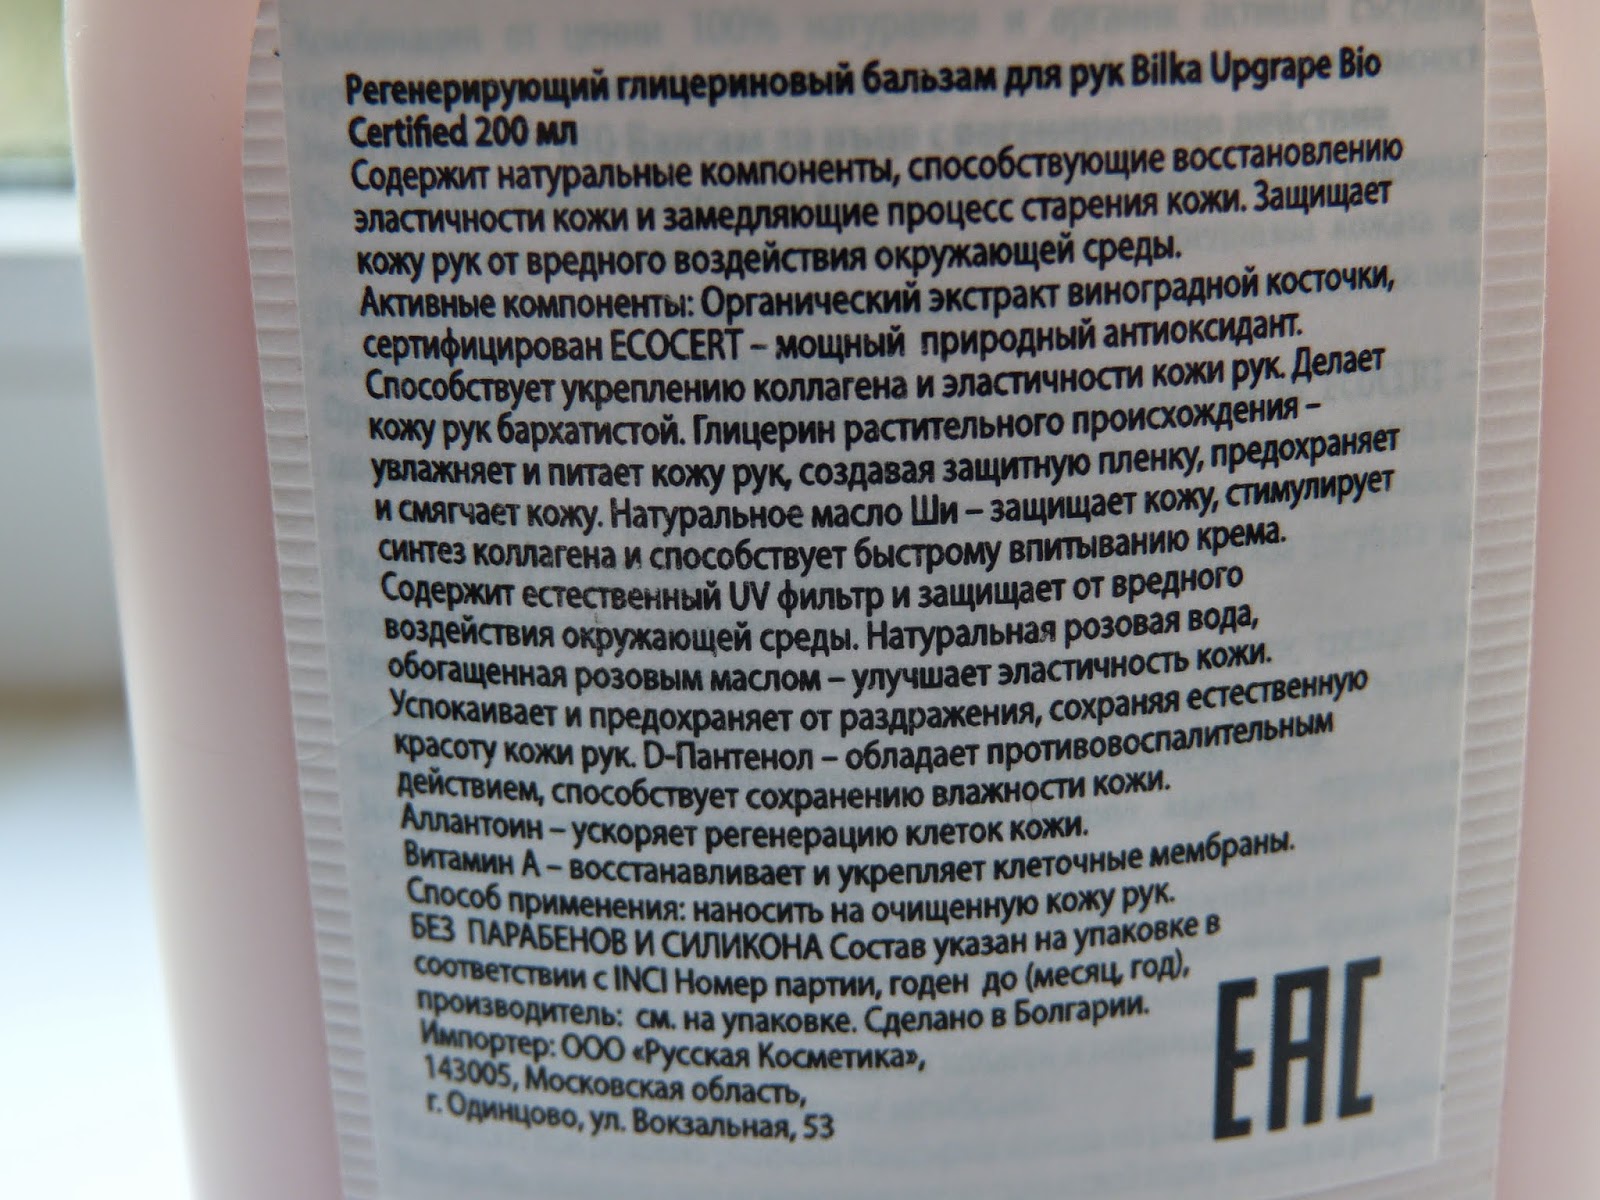 Регенерирующий глицериновый бальзам для рук Bilka Upgrape Bio
Certified 200 мл
Содержит натуральные компоненты, способствующие восстановлению
эластичности кожи и замедляющие процесс старения кожи. Защищает
кожу рук от вредного воздействия окружающей среды.
Активные компоненты: Органический экстракт виноградной косточки,
сертифицирован ECOCERT – мощный природный антиоксидант.
Способствует укреплению коллагена и эластичности кожи рук. Делает
кожу рук бархатистой. Глицерин растительного происхождения –
увлажняет и питает кожу рук, создавая защитную пленку, предохраняет
и смягчает кожу. Натуральное масло Ши – защищает кожу, стимулирует
синтез коллагена и способствует быстрому впитыванию крема.
Содержит естественный UV фильтр и защищает от вредного
воздействия окружающей среды. Натуральная розовая вода,
обогащенная розовым маслом – улучшает эластичность кожи.
Успокаивает и предохраняет от раздражения, сохраняя естественную
красоту кожи рук. D-Пантенол – обладает противовоспалительным
действием, способствует сохранению влажности кожи.
Аллантоин – ускоряет регенерацию клеток кожи.
Витамин А – восстанавливает и укрепляет клеточные мембраны.
Способ применения: наносить на очищенную кожу рук.
БЕЗ ПАРАБЕНОВ И СИЛИКОНА Состав указан на упаковке в
соответствии с INCI Номер партии, годен до (месяц, год),
производитель: см. на упаковке. Сделано в Болгарии.
Импортер: ООО «Русская Косметика»,
143005, Московская область,
г. Одинцово, ул. Вокзальная, 53
EAC